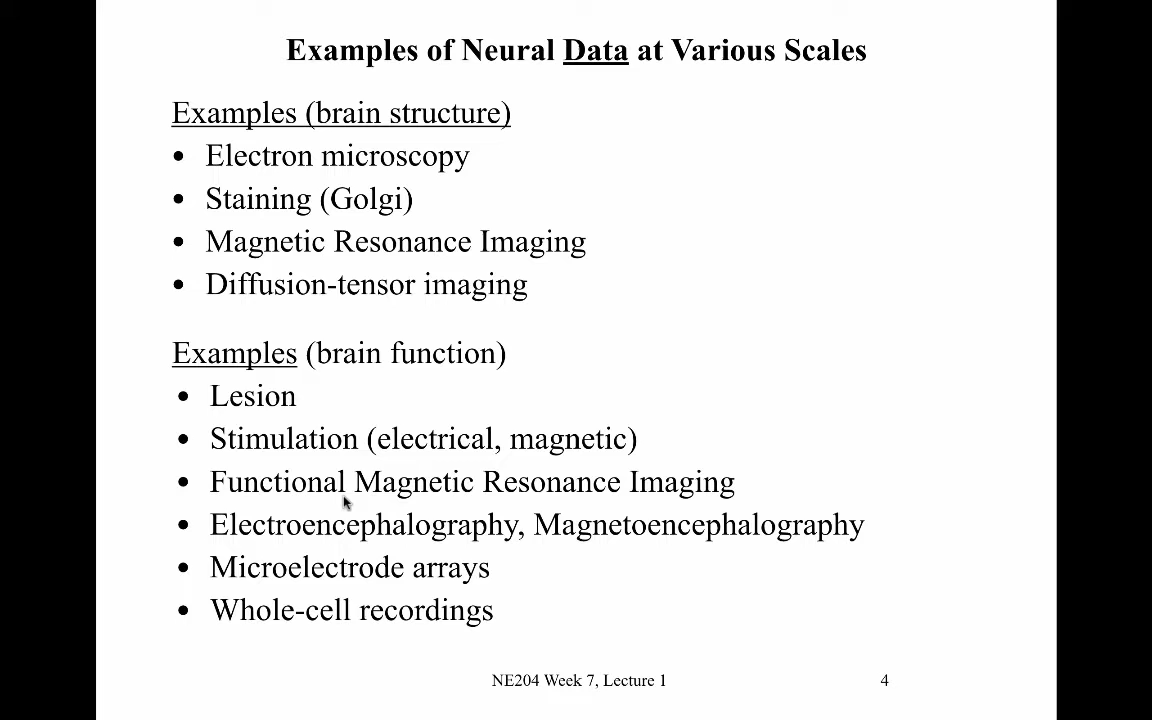 Examples of Neural Data at Various Scales
Examples (brain structure)
• Electron microscopy
• Staining (Golgi)
• Magnetic Resonance Imaging
• Diffusion-tensor imaging
Examples (brain function)
• Lesion
• Stimulation (electrical, magnetic)
• Functional Magnetic Resonance Imaging
• Electroencephalography, Magnetoencephalography
• Microelectrode arrays
• Whole-cell recordings
NE204 Week 7, Lecture 1 4